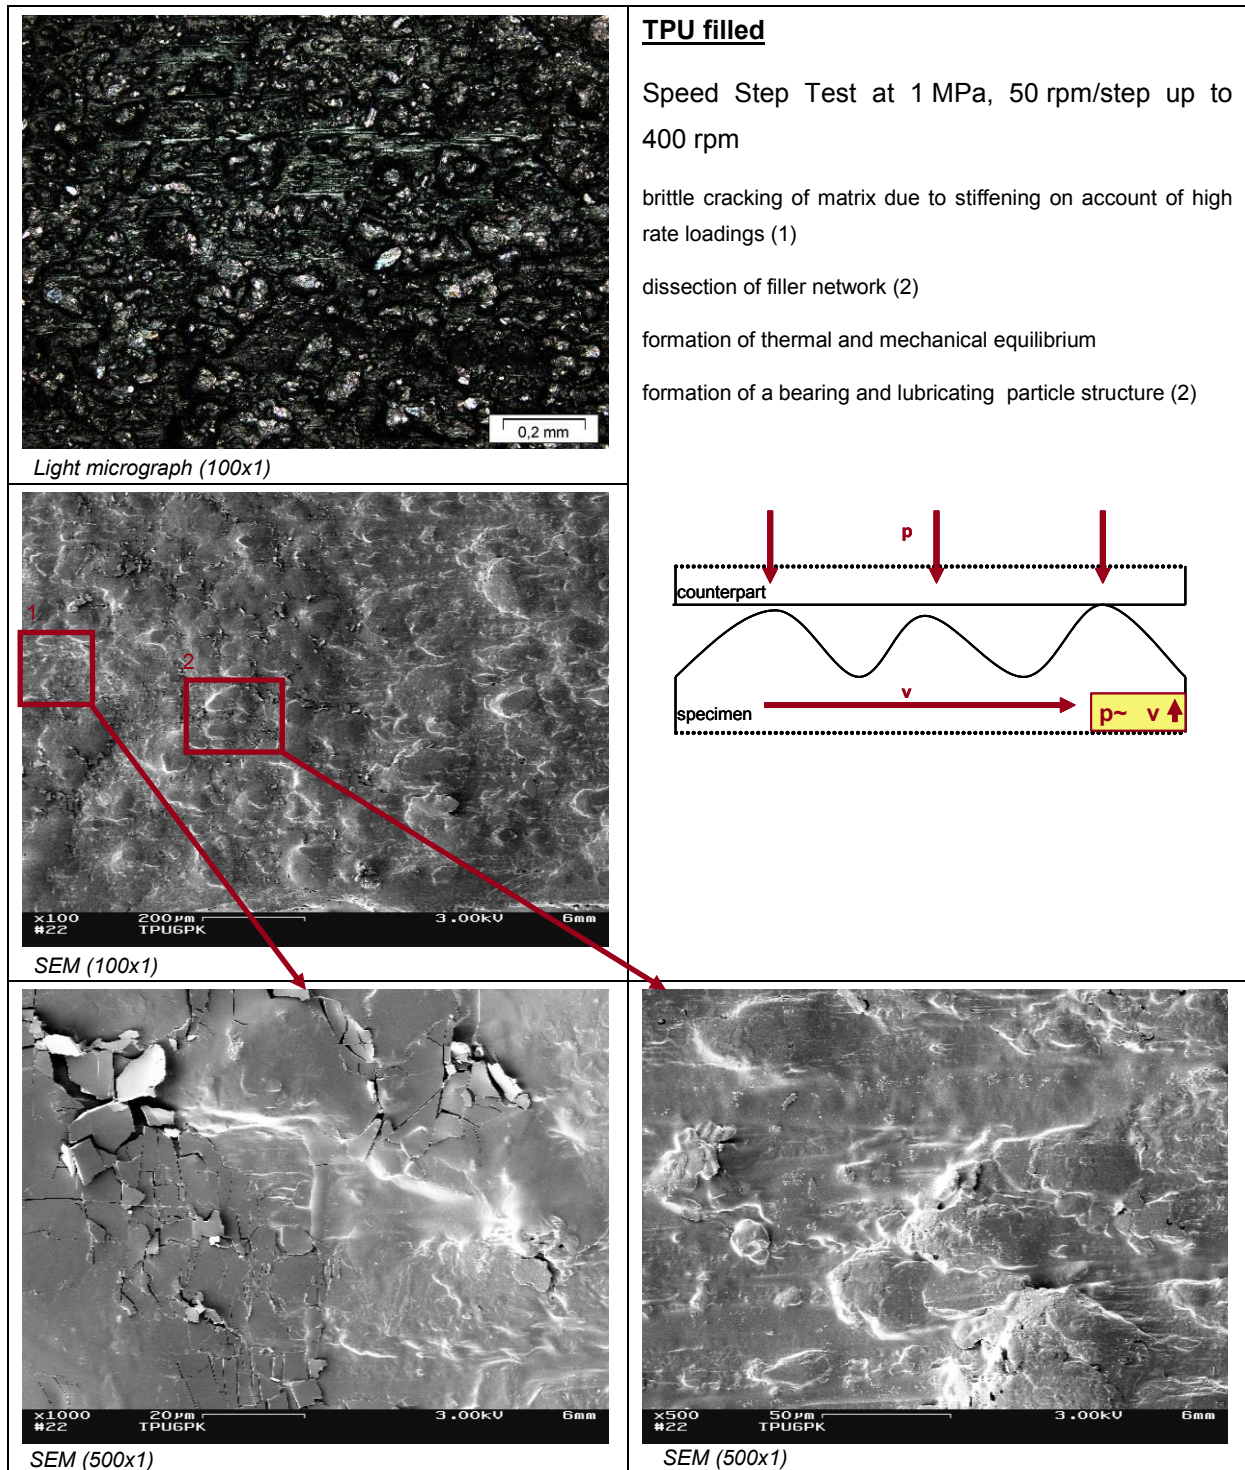 TPU filled
Speed Step Test at 1 MPa, 50 rpm/step up to
400 rpm
brittle cracking of matrix due to stiffening on account of high
rate loadings (1)
dissection of filler network (2)
formation of thermal and mechanical equilibrium
formation of a bearing and lubricating particle structure (2)
0,2 mm
Light micrograph (100x1)
p
counterpart
v
specimen
p~ v
1
2
x100 200µm 3.00kV 6mm
#22 TPU6PK
SEM (100x1)
x1000 20µm 3.00kV 6mm
#22 TPU6PK
SEM (500x1)
x500 50µm 3.00kV 6mm
#22 TPU6PK
SEM (500x1)